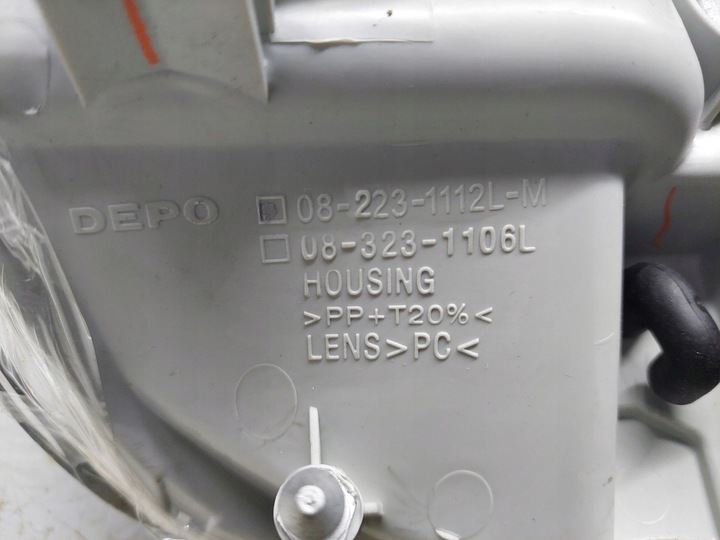 DEPO 08-223-1112L-M
08-323-1106L
HOUSING
>PP+T20%<
LENS>PC<